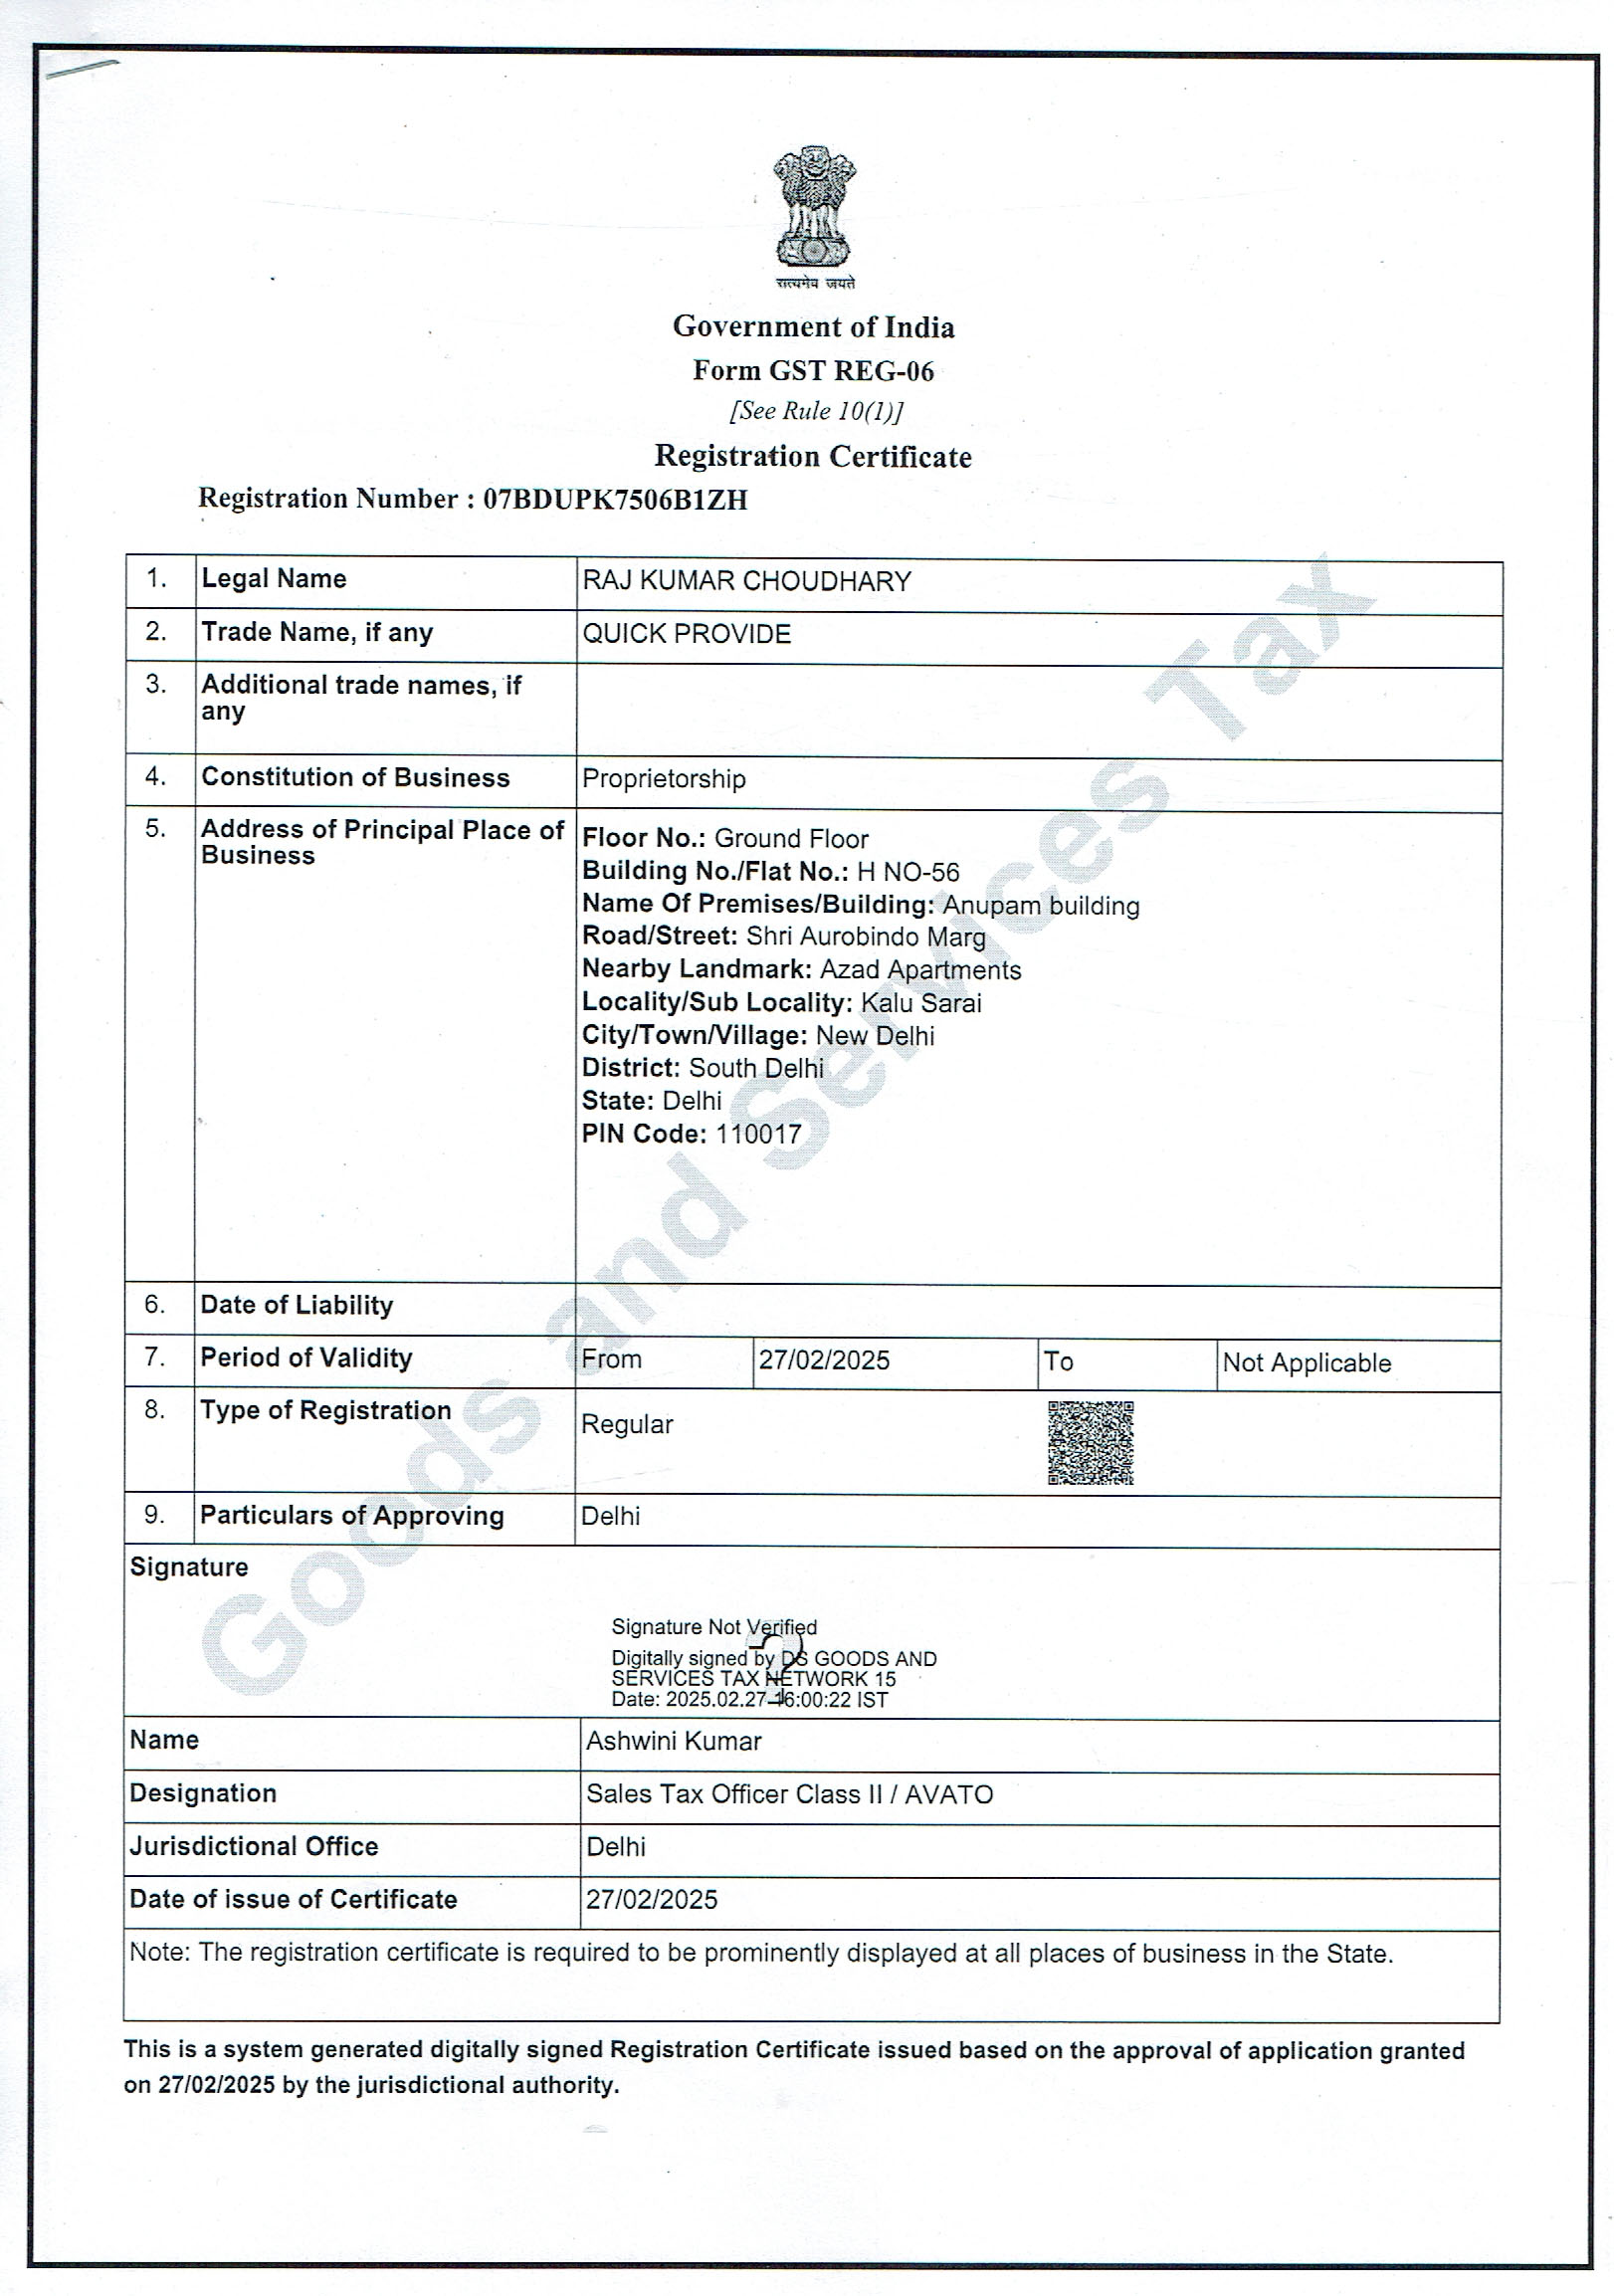 सत्यमेव जयते
Government of India
Form GST REG-06
[See Rule 10(1)]
Registration Certificate
Registration Number : 07BDUPK7506B1ZH
1. Legal Name RAJ KUMAR CHOUDHARY
2. Trade Name, if any QUICK PROVIDE
3. Additional trade names, if
any
4. Constitution of Business Proprietorship
5. Address of Principal Place of
Business
Floor No.: Ground Floor
Building No./Flat No.: H NO-56
Name Of Premises/Building: Anupam building
Road/Street: Shri Aurobindo Marg
Nearby Landmark: Azad Apartments
Locality/Sub Locality: Kalu Sarai
City/Town/Village: New Delhi
District: South Delhi
State: Delhi
PIN Code: 110017
6. Date of Liability
7. Period of Validity From 27/02/2025 To Not Applicable
8. Type of Registration Regular
9. Particulars of Approving Delhi
Signature
Signature Not Verified
Digitally signed by DS GOODS AND
SERVICES TAX NETWORK 15
Date: 2025.02.27 16:00:22 IST
Name Ashwini Kumar
Designation Sales Tax Officer Class II / AVATO
Jurisdictional Office Delhi
Date of issue of Certificate 27/02/2025
Note: The registration certificate is required to be prominently displayed at all places of business in the State.
This is a system generated digitally signed Registration Certificate issued based on the approval of application granted
on 27/02/2025 by the jurisdictional authority.
Goods and Services Tax